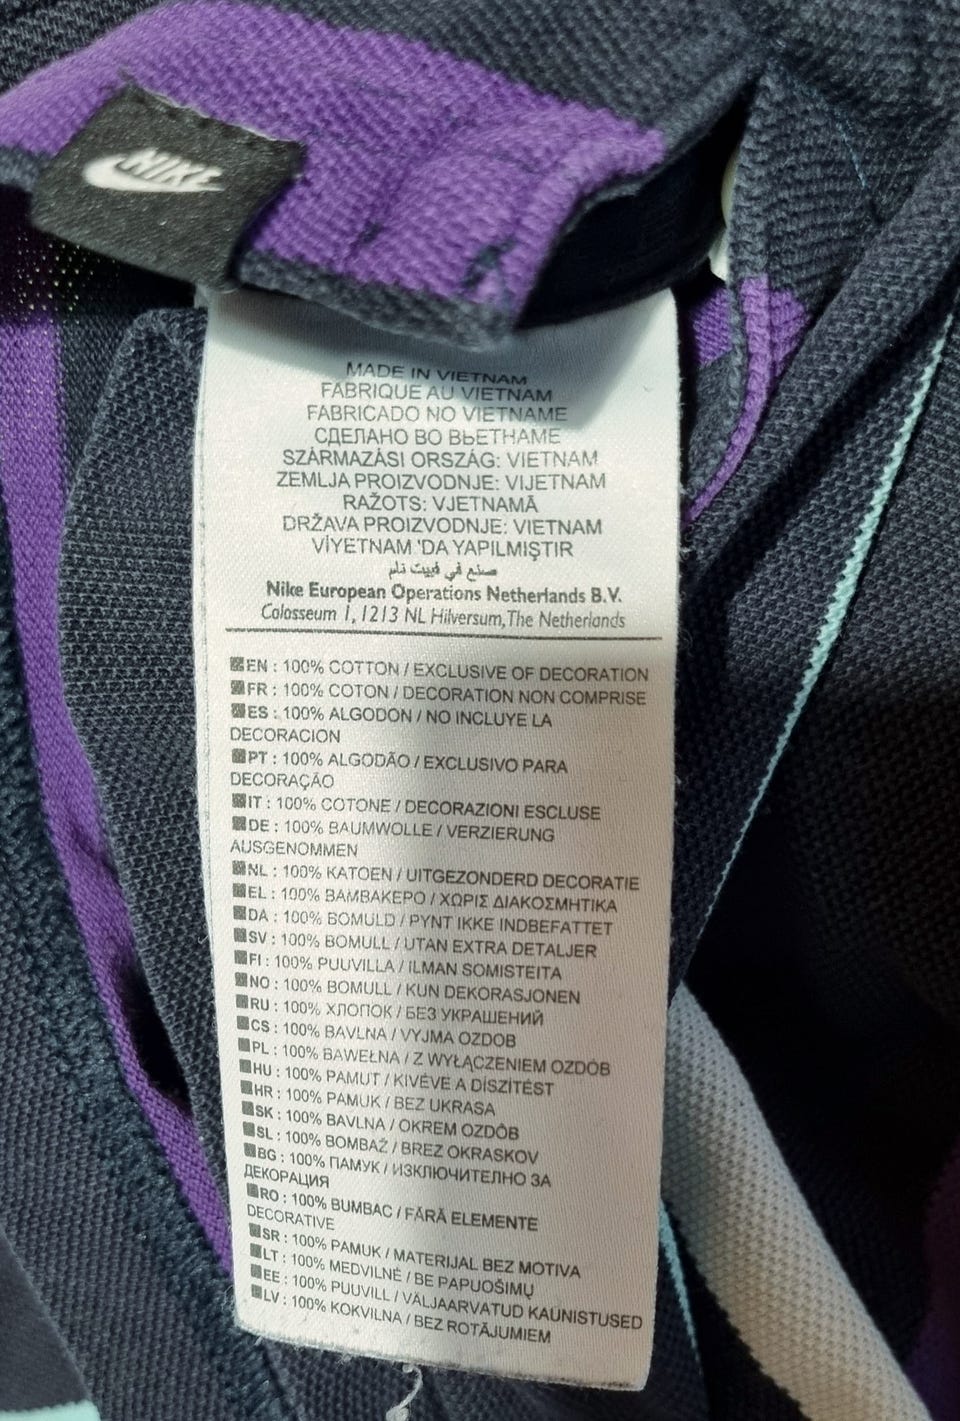 NIKE
MADE IN VIETNAM
FABRIQUE AU VIETNAM
FABRICADO NO VIETNAME
СДЕЛАНО ВО ВЬЕТНАМЕ
SZÁRMAZÁSI ORSZÁG: VIETNAM
ZEMLJA PROIZVODNJE: VIJETNAM
RAŽOTS: VJETNAMĀ
DRŽAVA PROIZVODNJE: VIETNAM
VİYETNAM 'DA YAPILMIŞTIR
صنع في فييت نام
Nike European Operations Netherlands B.V.
Colosseum 1, 1213 NL Hilversum, The Netherlands
EN : 100% COTTON / EXCLUSIVE OF DECORATION
FR : 100% COTON / DECORATION NON COMPRISE
ES : 100% ALGODON / NO INCLUYE LA
DECORACION
PT : 100% ALGODÃO / EXCLUSIVO PARA
DECORAÇÃO
IT : 100% COTONE / DECORAZIONI ESCLUSE
DE : 100% BAUMWOLLE / VERZIERUNG
AUSGENOMMEN
NL : 100% KATOEN / UITGEZONDERD DECORATIE
EL : 100% ΒΑΜΒΑΚΕΡΟ / ΧΩΡΙΣ ΔΙΑΚΟΣΜΗΤΙΚΑ
DA : 100% BOMULD / PYNT IKKE INDBEFATTET
SV : 100% BOMULL / UTAN EXTRA DETALJER
FI : 100% PUUVILLA / ILMAN SOMISTEITA
NO : 100% BOMULL / KUN DEKORASJONEN
RU : 100% ХЛОПОК / БЕЗ УКРАШЕНИЙ
CS : 100% BAVLNA / VYJMA OZDOB
PL : 100% BAWEŁNA / Z WYŁĄCZENIEM OZDÓB
HU : 100% PAMUT / KIVÉVE A DÍSZÍTÉST
HR : 100% PAMUK / BEZ UKRASA
SK : 100% BAVLNA / OKREM OZDÔB
SL : 100% BOMBAŽ / BREZ OKRASKOV
BG : 100% ПАМУК / ИЗКЛЮЧИТЕЛНО ЗА
ДЕКОРАЦИЯ
RO : 100% BUMBAC / FĂRĂ ELEMENTE
DECORATIVE
SR : 100% PAMUK / MATERIJAL BEZ MOTIVA
LT : 100% MEDVILNĖ / BE PAPUOŠIMŲ
EE : 100% PUUVILL / VÄLJAARVATUD KAUNISTUSED
LV : 100% KOKVILNA / BEZ ROTĀJUMIEM